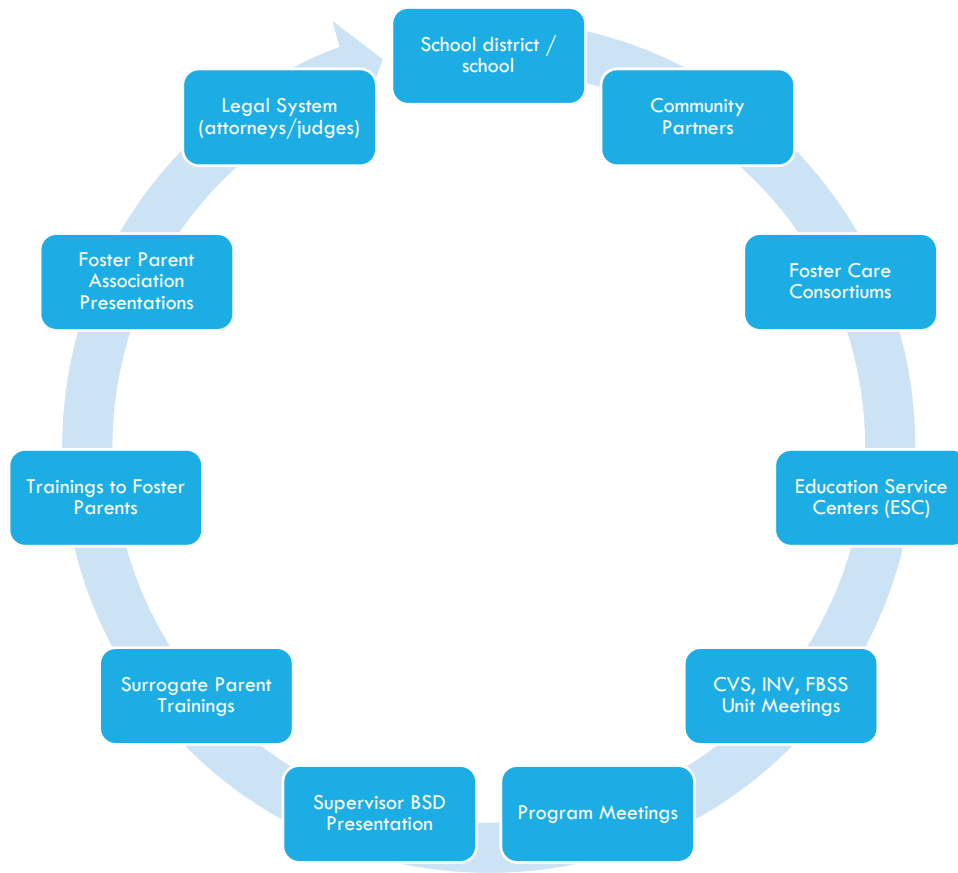 School district /
school
Community
Partners
Foster Care
Consortiums
Education Service
Centers (ESC)
CVS, INV, FBSS
Unit Meetings
Program Meetings
Supervisor BSD
Presentation
Surrogate Parent
Trainings
Trainings to Foster
Parents
Foster Parent
Association
Presentations
Legal System
(attorneys/judges)